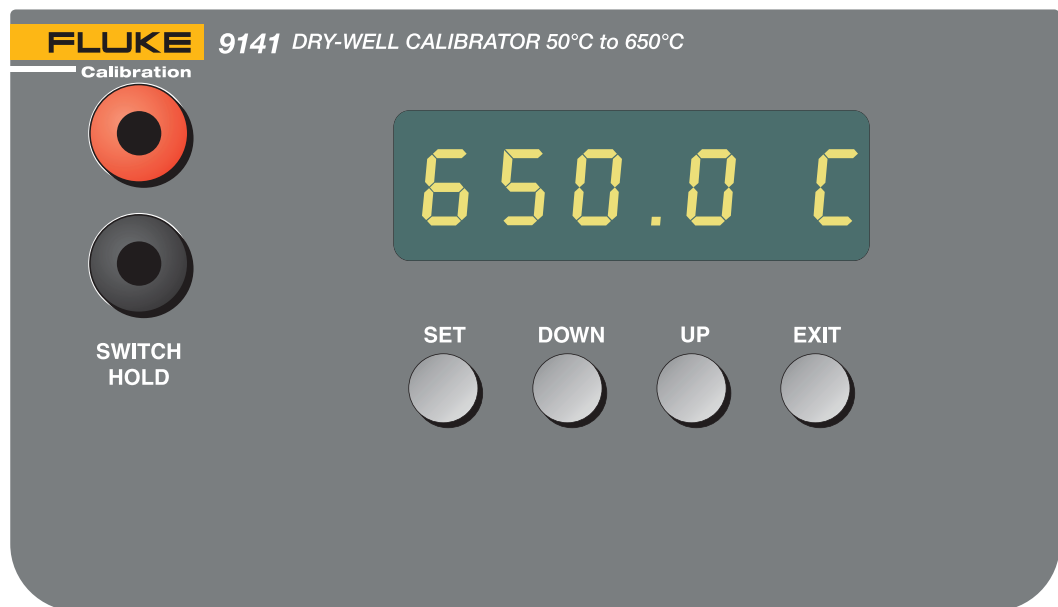 FLUKE
Calibration
9141 DRY-WELL CALIBRATOR 50°C to 650°C
650.0 C
SET DOWN UP EXIT
SWITCH
HOLD